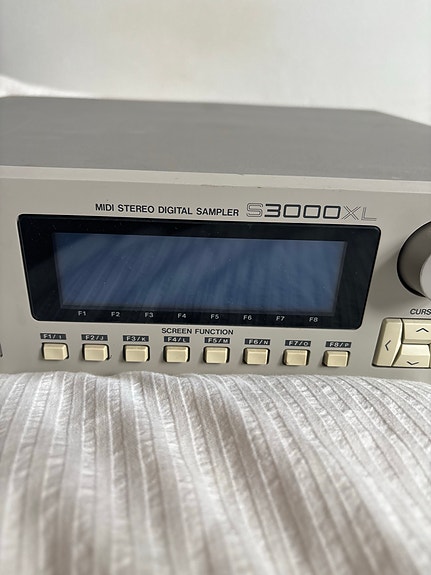 MIDI STEREO DIGITAL SAMPLER S3000XL
F1 F2 F3 F4 F5 F6 F7 F8
SCREEN FUNCTION
F1/I F2/J F3/K F4/L F5/M F6/N F7/O F8/P